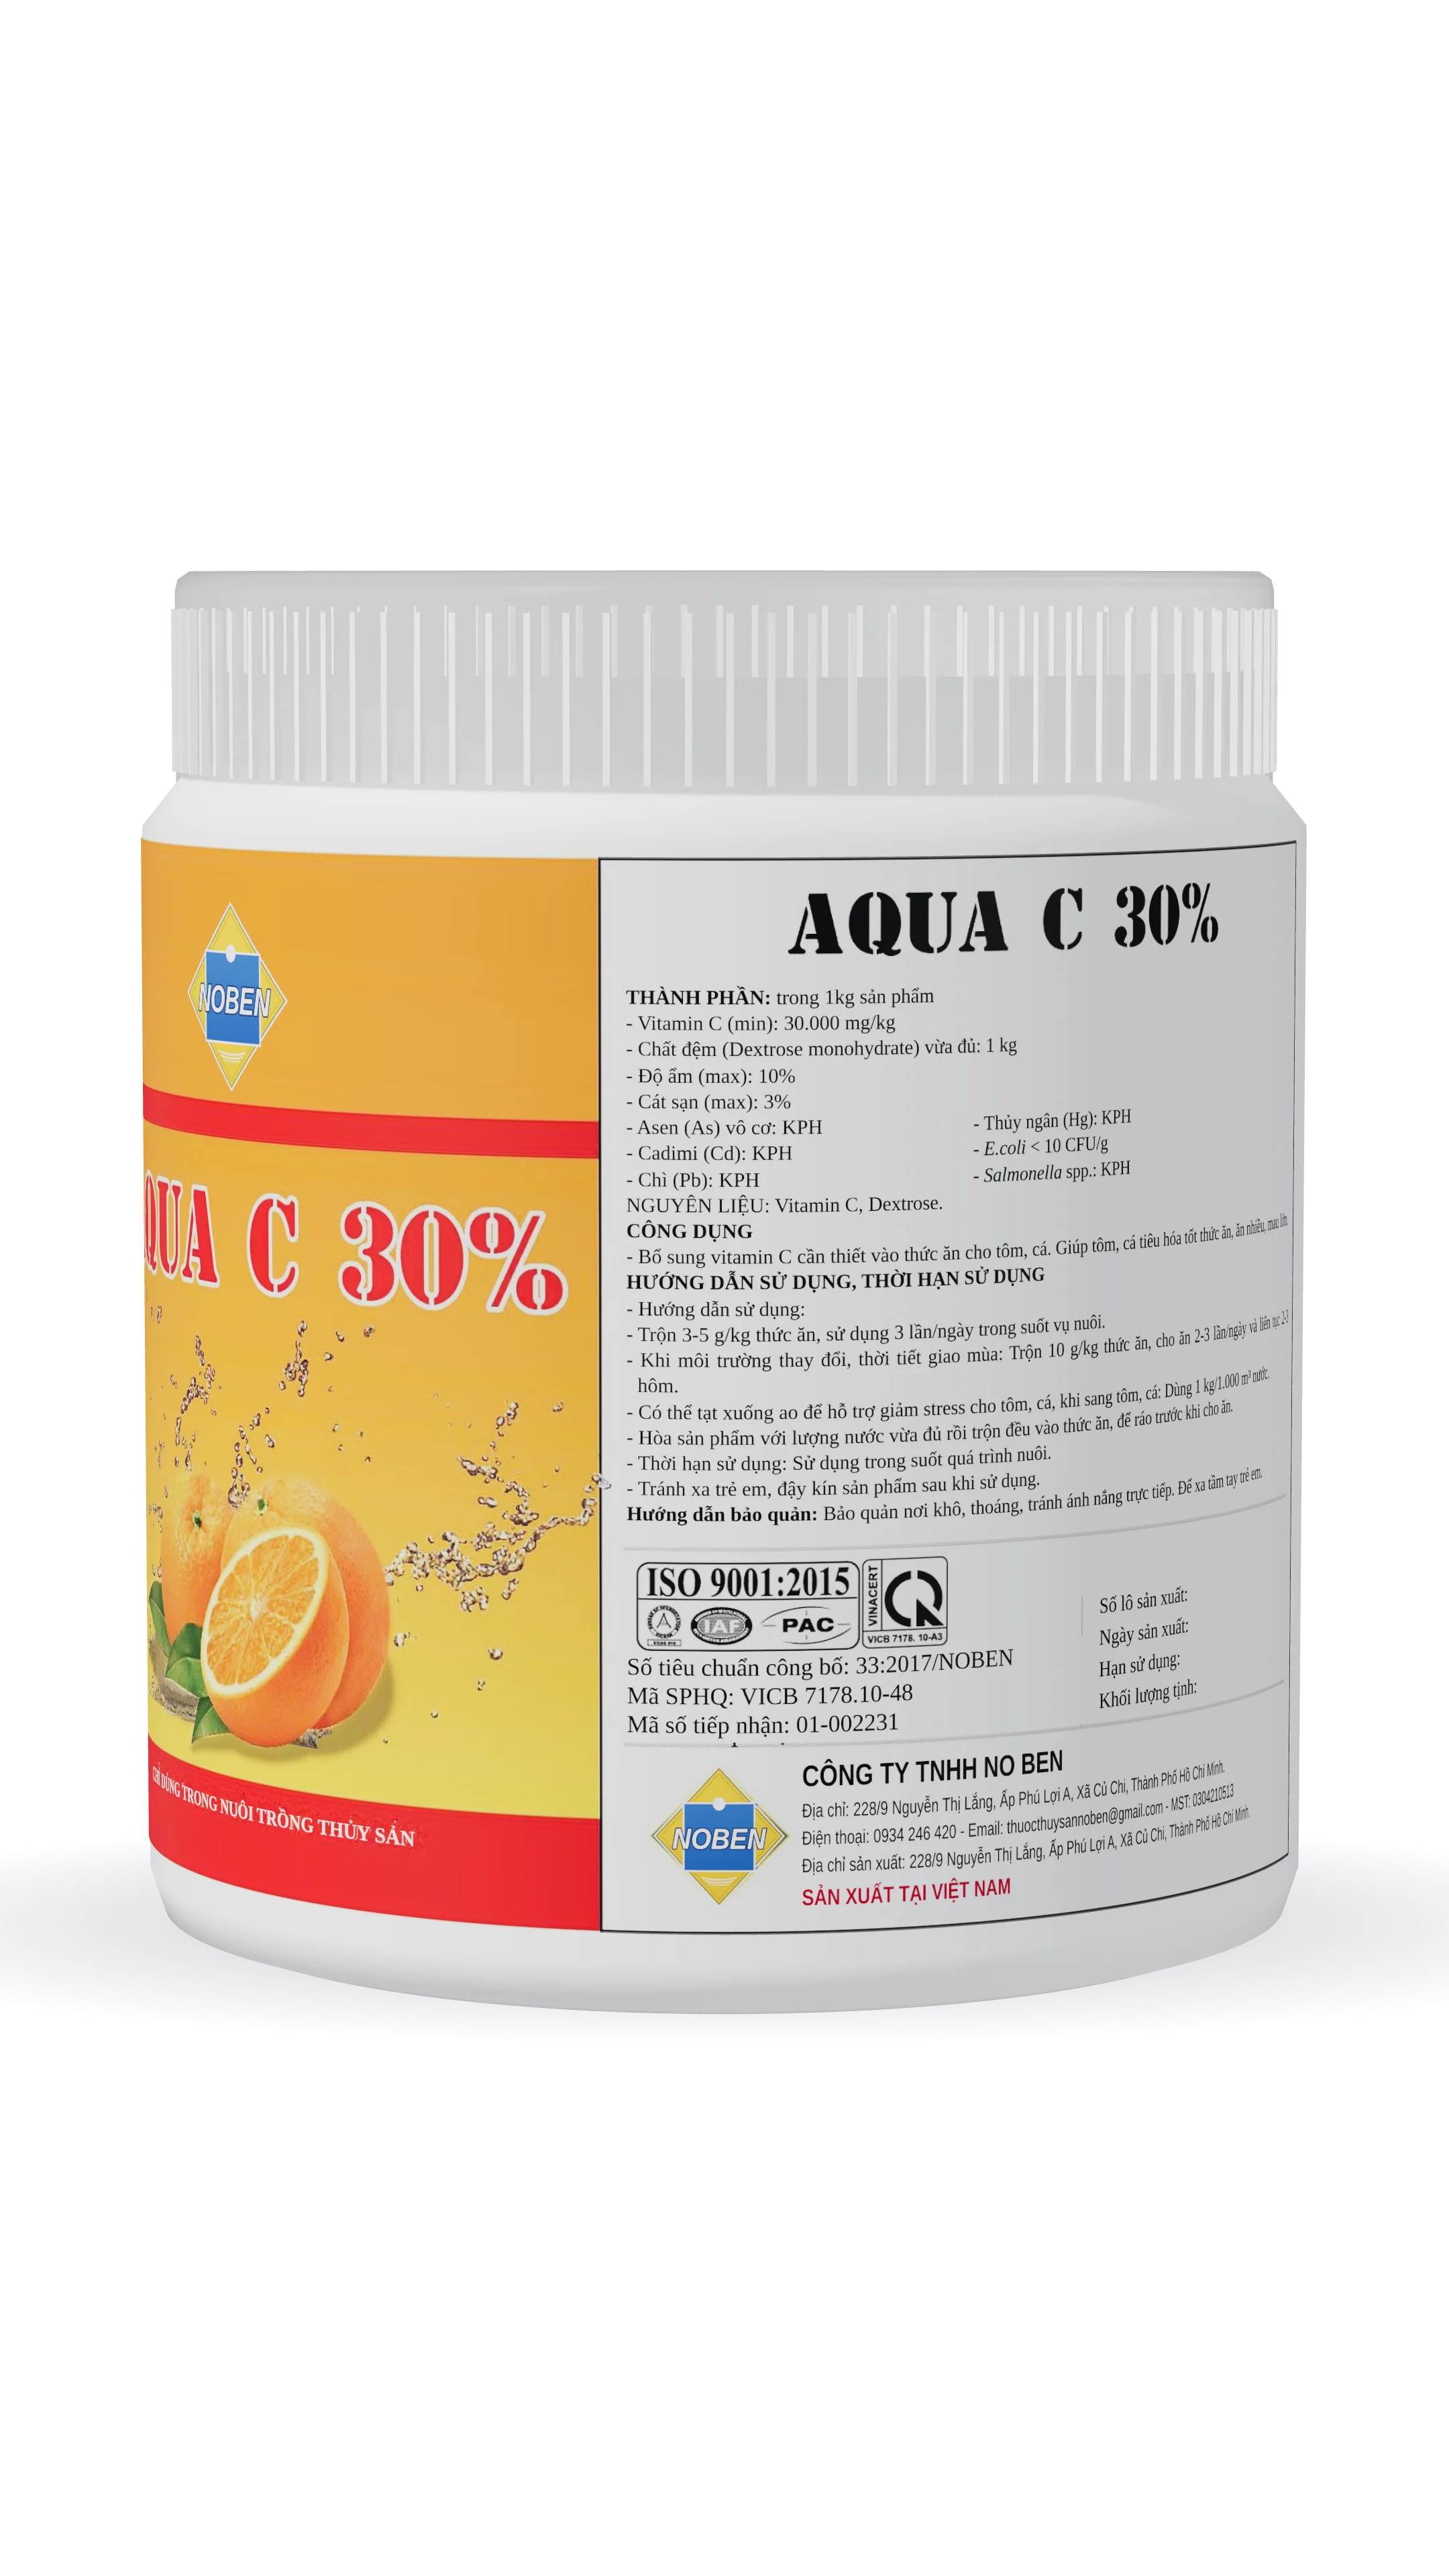 NOBEN
QUA C 30%
CHỈ DÙNG TRONG NUÔI TRỒNG THỦY SẢN
AQUA C 30%
THÀNH PHẦN: trong 1kg sản phẩm
- Vitamin C (min): 30.000 mg/kg
- Chất đệm (Dextrose monohydrate) vừa đủ: 1 kg
- Độ ẩm (max): 10%
- Cát sạn (max): 3%
- Asen (As) vô cơ: KPH
- Cadimi (Cd): KPH
- Chì (Pb): KPH
- Thủy ngân (Hg): KPH
- E.coli < 10 CFU/g
- Salmonella spp.: KPH
NGUYÊN LIỆU: Vitamin C, Dextrose.
CÔNG DỤNG
- Bổ sung vitamin C cần thiết vào thức ăn cho tôm, cá. Giúp tôm, cá tiêu hóa tốt thức ăn, ăn nhiều, mau lớn.
HƯỚNG DẪN SỬ DỤNG, THỜI HẠN SỬ DỤNG
- Hướng dẫn sử dụng:
- Trộn 3-5 g/kg thức ăn, sử dụng 3 lần/ngày trong suốt vụ nuôi.
- Khi môi trường thay đổi, thời tiết giao mùa: Trộn 10 g/kg thức ăn, cho ăn 2-3 lần/ngày và liên tục 2-3
hôm.
- Có thể tạt xuống ao để hỗ trợ giảm stress cho tôm, cá, khi sang tôm, cá: Dùng 1 kg/1.000 m³ nước.
- Hòa sản phẩm với lượng nước vừa đủ rồi trộn đều vào thức ăn, để ráo trước khi cho ăn.
- Thời hạn sử dụng: Sử dụng trong suốt quá trình nuôi.
- Tránh xa trẻ em, đậy kín sản phẩm sau khi sử dụng.
Hướng dẫn bảo quản: Bảo quản nơi khô, thoáng, tránh ánh nắng trực tiếp. Để xa tầm tay trẻ em.
ISO 9001:2015
IAF
PAC
VINACERT
VICB 7178. 10-A3
Số tiêu chuẩn công bố: 33:2017/NOBEN
Mã SPHQ: VICB 7178.10-48
Mã số tiếp nhận: 01-002231
Số lô sản xuất:
Ngày sản xuất:
Hạn sử dụng:
Khối lượng tịnh:
NOBEN
CÔNG TY TNHH NO BEN
Địa chỉ: 228/9 Nguyễn Thị Lắng, Ấp Phú Lợi A, Xã Củ Chi, Thành Phố Hồ Chí Minh.
Điện thoại: 0934 246 420 - Email: thuocthuysannoben@gmail.com - MST: 0304210513
Địa chỉ sản xuất: 228/9 Nguyễn Thị Lắng, Ấp Phú Lợi A, Xã Củ Chi, Thành Phố Hồ Chí Minh.
SẢN XUẤT TẠI VIỆT NAM